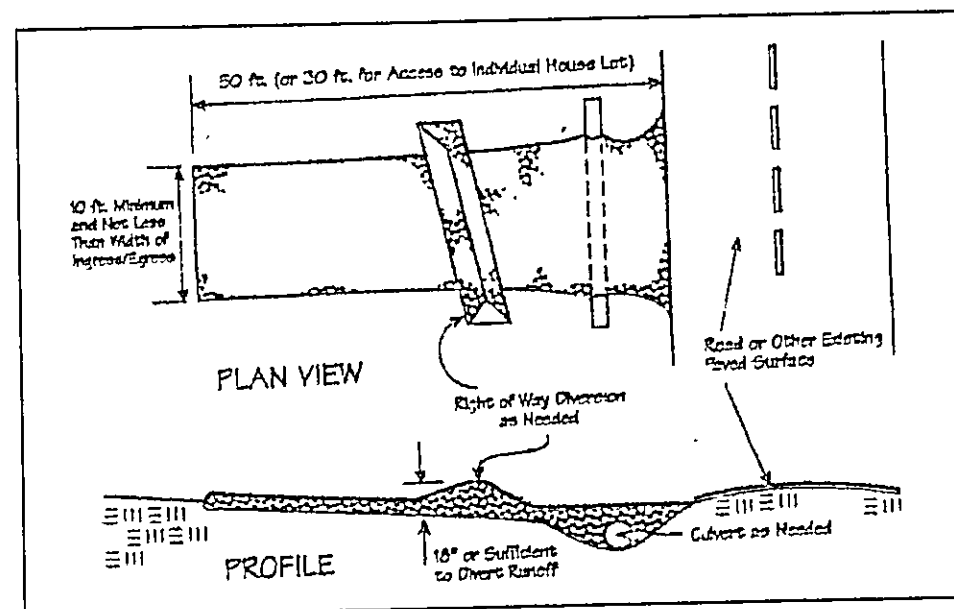 50 ft. (or 30 ft. for Access to Individual House Lot)
10 ft. Minimum
and Not Less
Than Width of
Ingress/Egress
PLAN VIEW
Road or Other Existing
Paved Surface
Right of Way Diversion
as Needed
Culvert as Needed
18" or Sufficient
to Divert Runoff
PROFILE